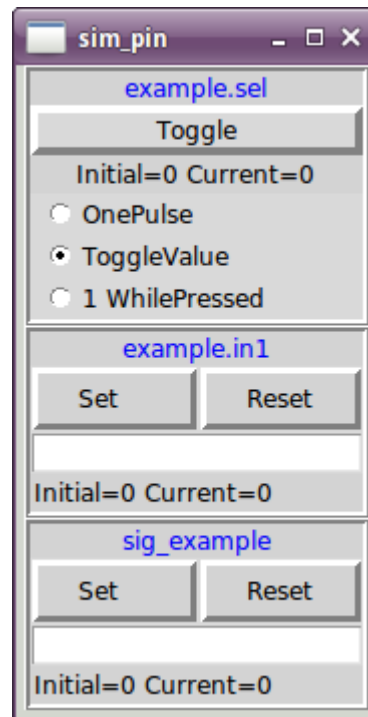 sim_pin
example.sel
Toggle
Initial=0 Current=0
OnePulse
ToggleValue
1 WhilePressed
example.in1
Set Reset
Initial=0 Current=0
sig_example
Set Reset
Initial=0 Current=0